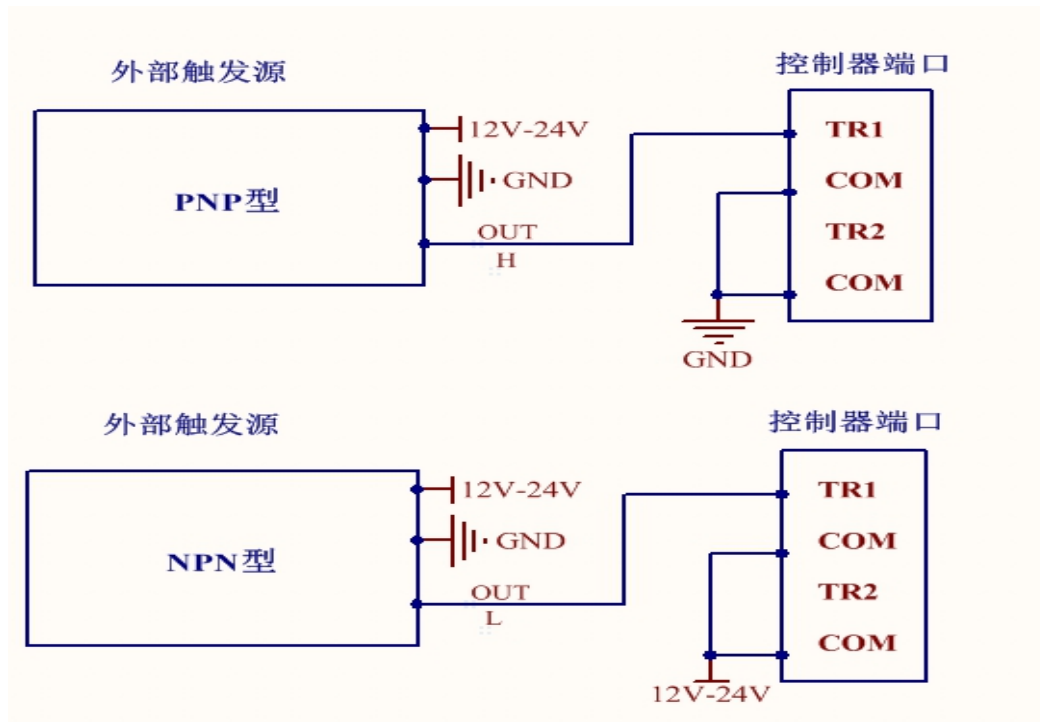 外部触发源
控制器端口
12V-24V
TR1
GND
COM
PNP型
OUT
TR2
H
COM
GND
外部触发源
控制器端口
12V-24V
TR1
GND
COM
NPN型
OUT
TR2
L
COM
12V-24V